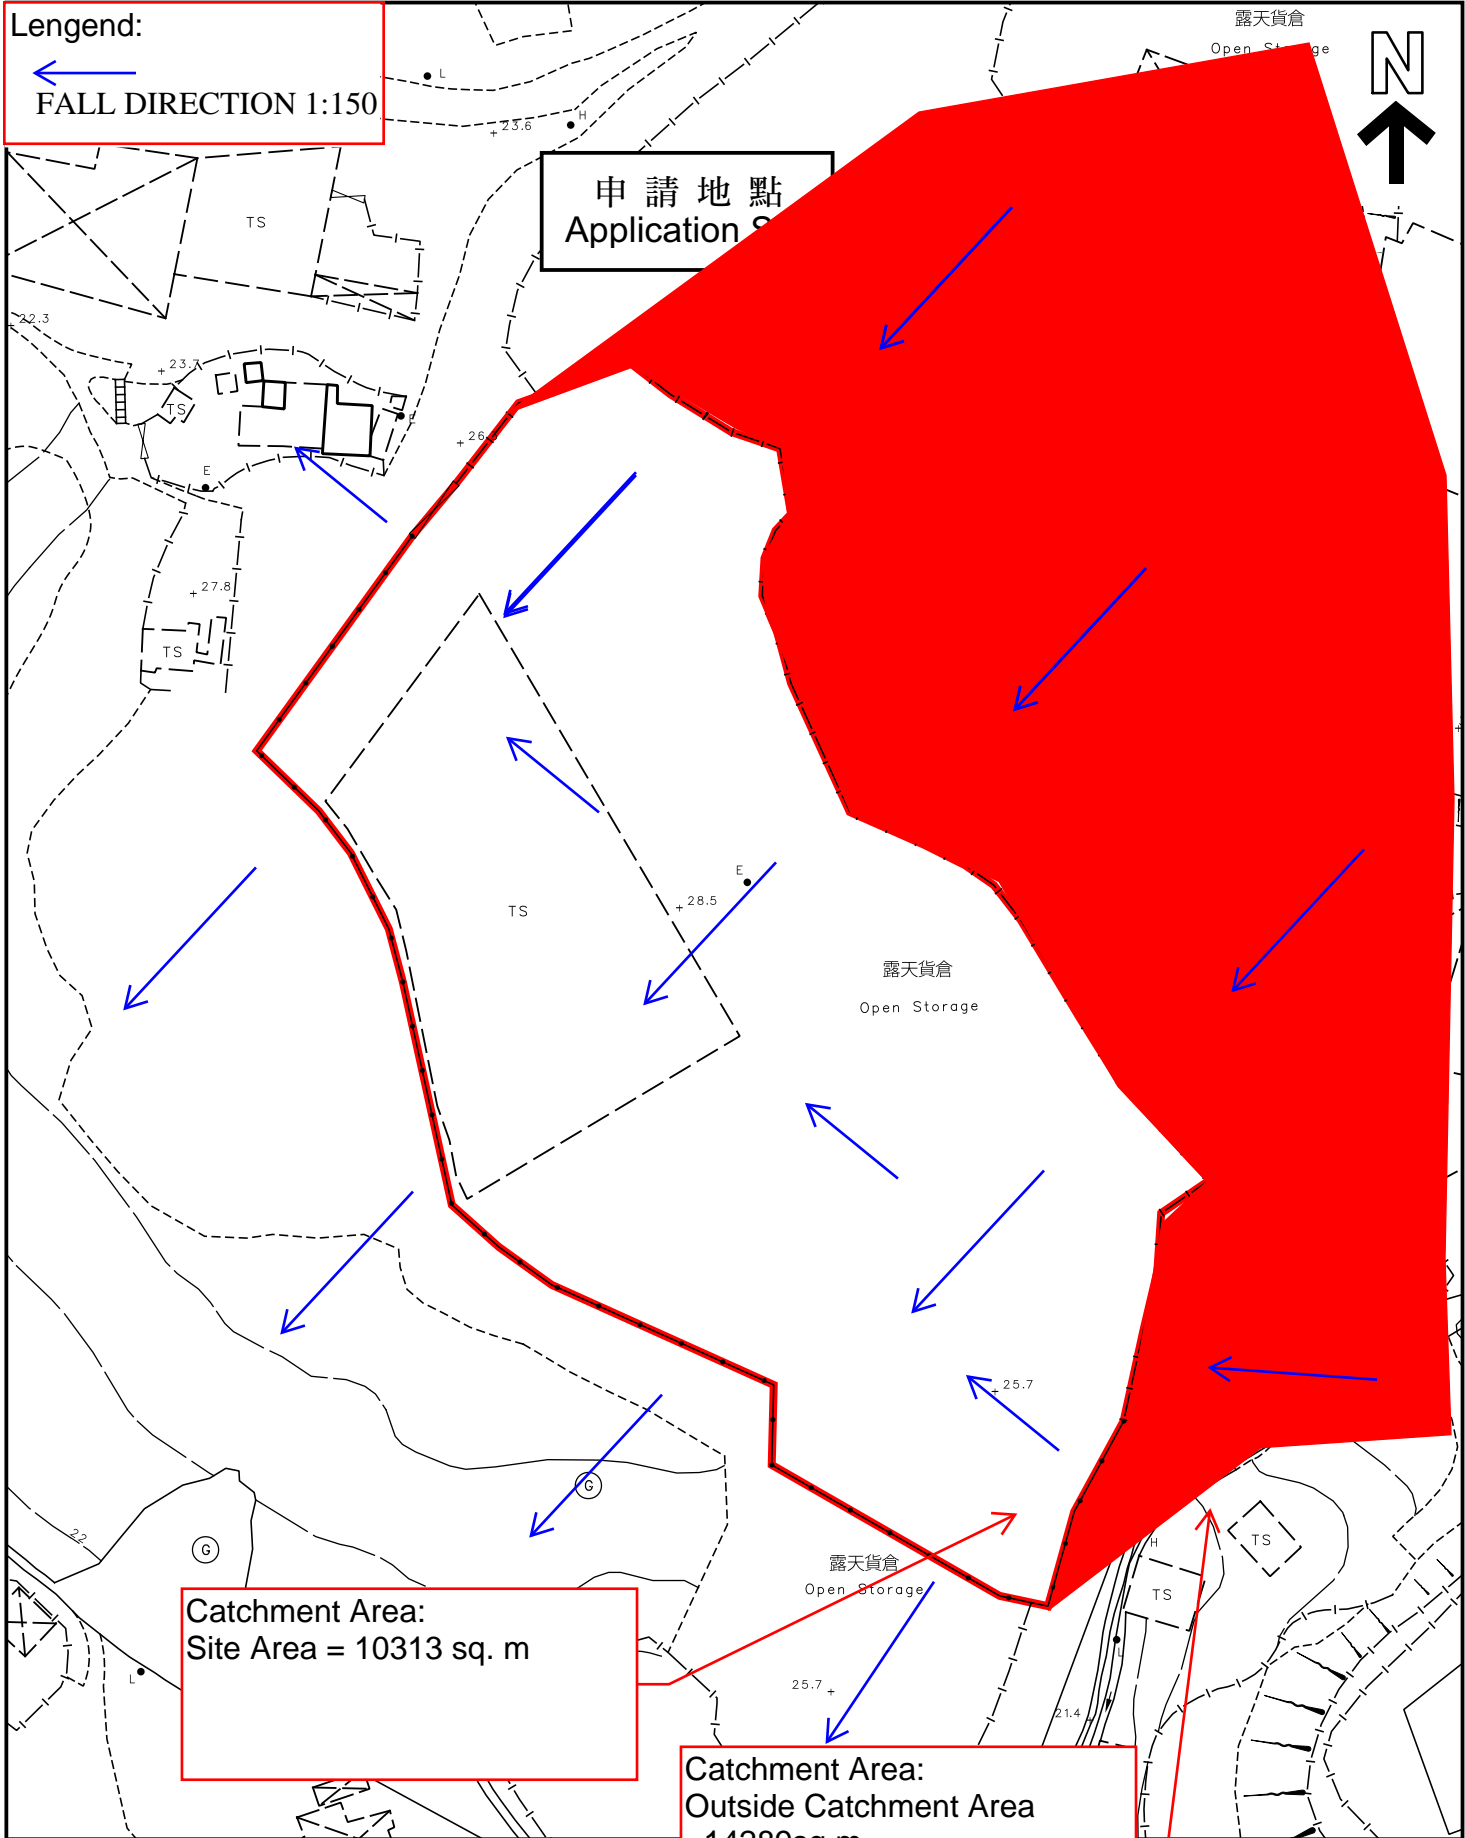 Lengend:
FALL DIRECTION 1:150
露天貨倉
Open
N
L
H
23.6
申請地點
Application
TS
22.3
23.7
TS
E
26.
E
27.8
TS
E
28.5
TS
露天貨倉
Open Storage
25.7
G
22
G
H
TS
露天貨倉
Open Storage
TS
Catchment Area:
Site Area = 10313 sq. m
L
L
25.7
21.4
Catchment Area:
Outside Catchment Area